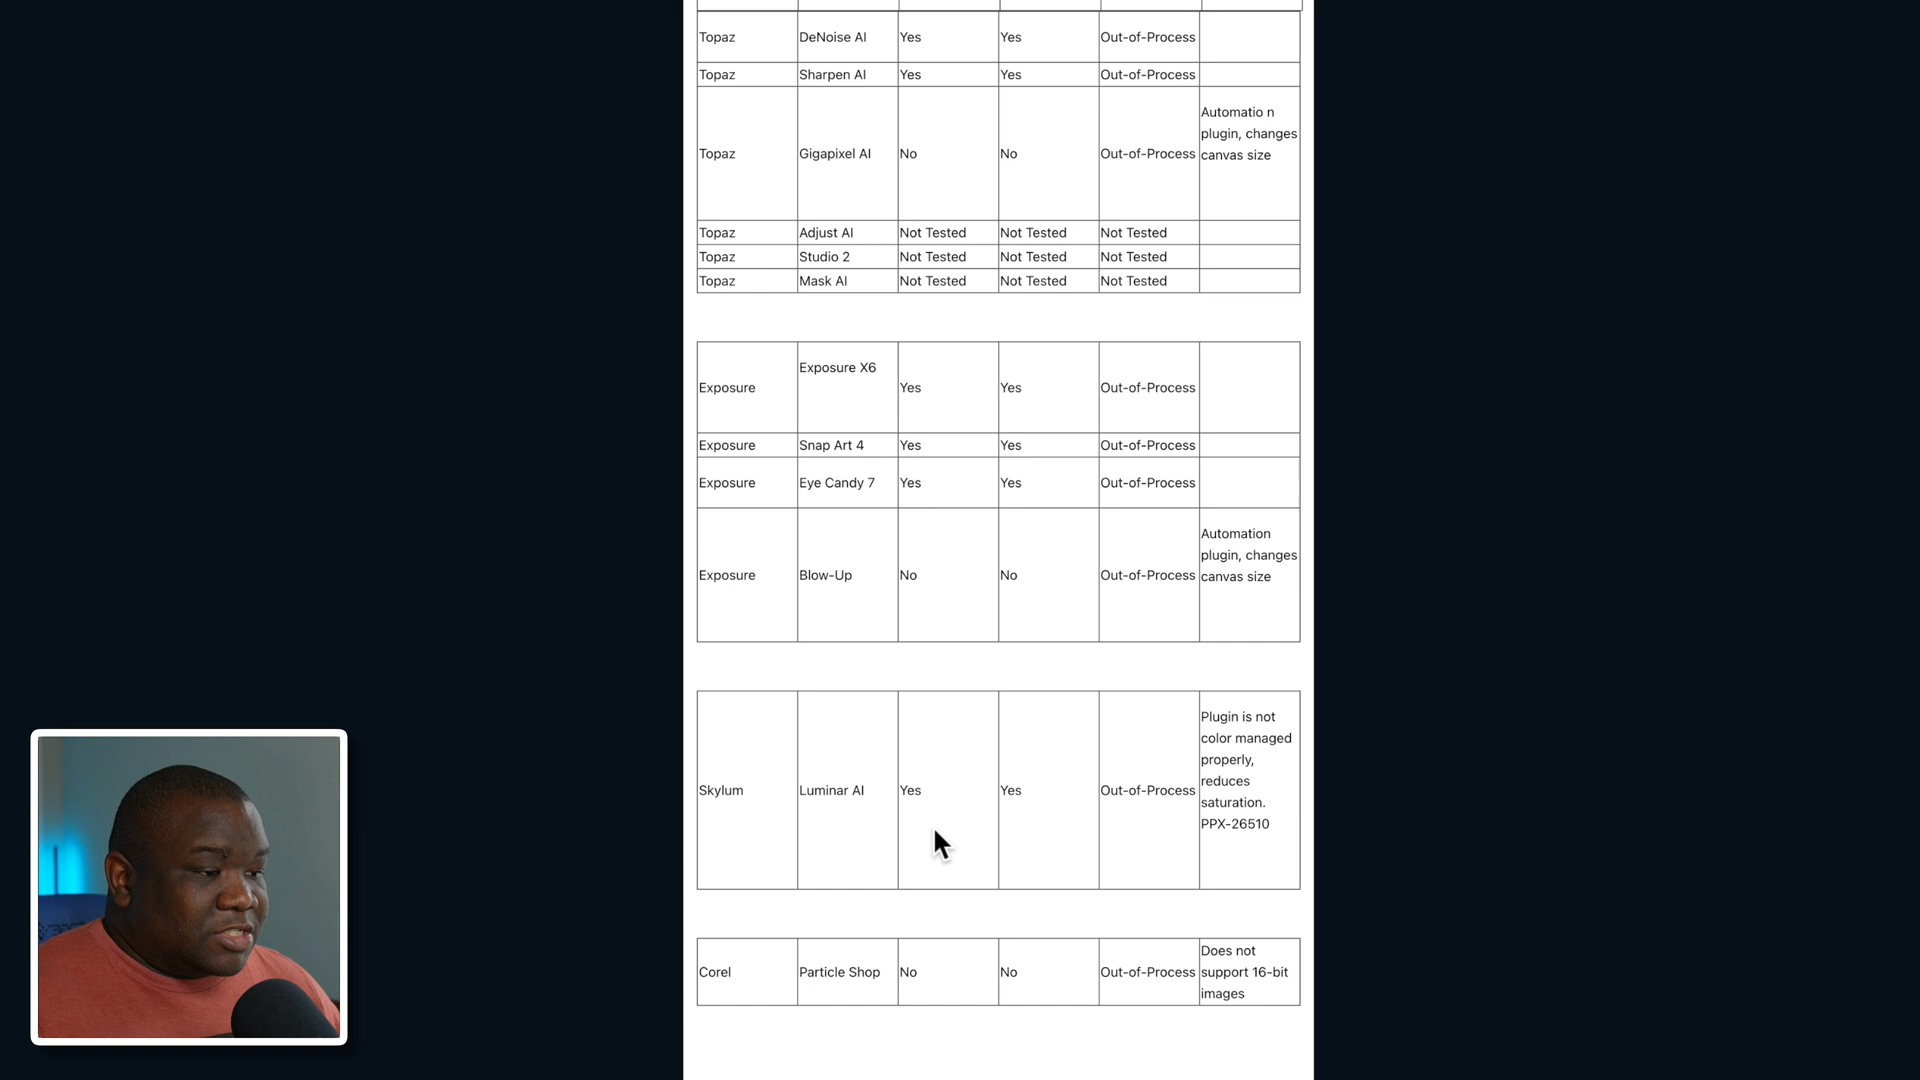 Topaz DeNoise AI Yes Yes Out-of-Process
Topaz Sharpen AI Yes Yes Out-of-Process
Topaz Gigapixel AI No No Out-of-Process Automatio n
plugin, changes
canvas size
Topaz Adjust AI Not Tested Not Tested Not Tested
Topaz Studio 2 Not Tested Not Tested Not Tested
Topaz Mask AI Not Tested Not Tested Not Tested
Exposure Exposure X6 Yes Yes Out-of-Process
Exposure Snap Art 4 Yes Yes Out-of-Process
Exposure Eye Candy 7 Yes Yes Out-of-Process
Exposure Blow-Up No No Out-of-Process Automation
plugin, changes
canvas size
Skylum Luminar AI Yes Yes Out-of-Process Plugin is not
color managed
properly,
reduces
saturation.
PPX-26510
Corel Particle Shop No No Out-of-Process Does not
support 16-bit
images